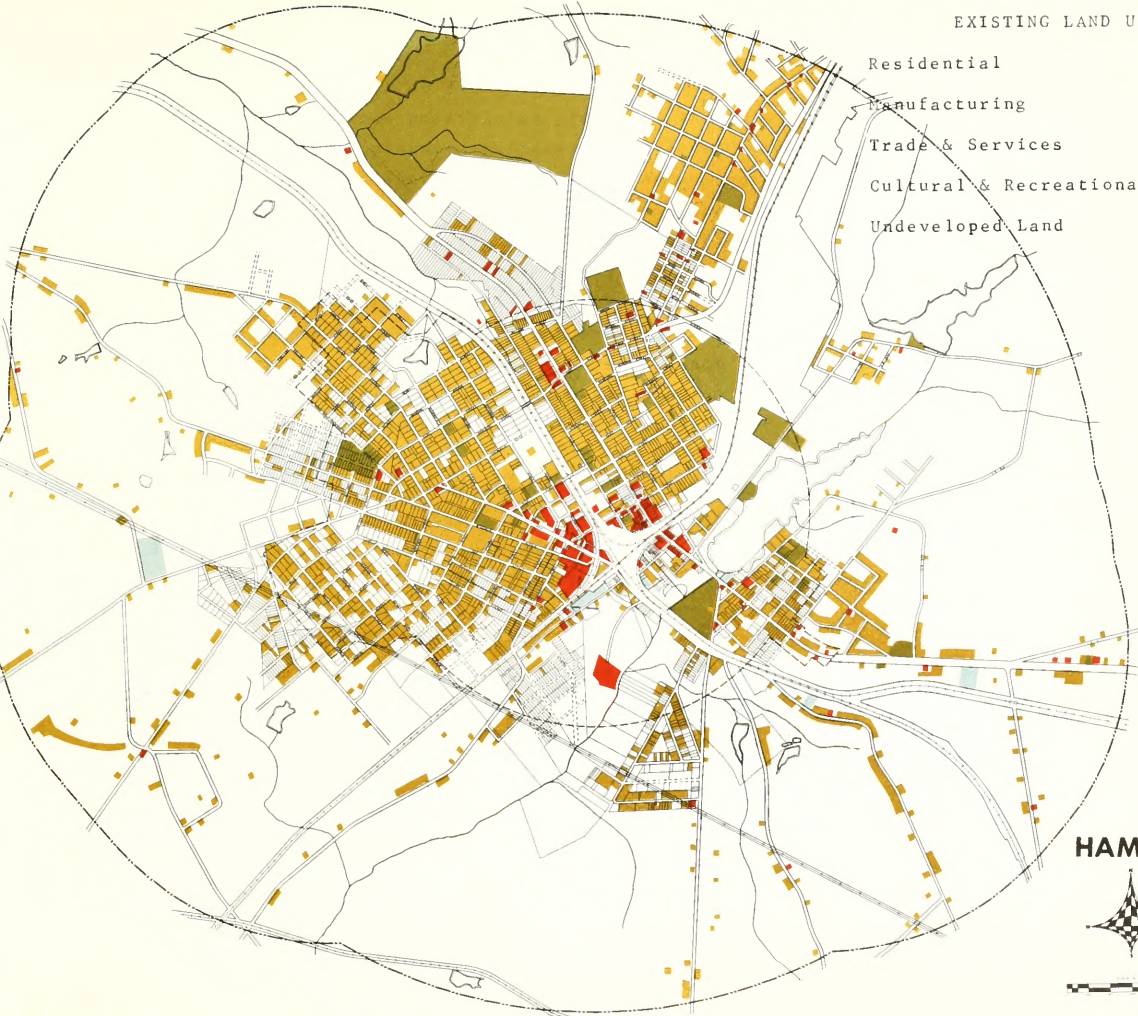 EXISTING LAND U
Residential
Manufacturing
Trade & Services
Cultural & Recreationa
Undeveloped Land
HAM